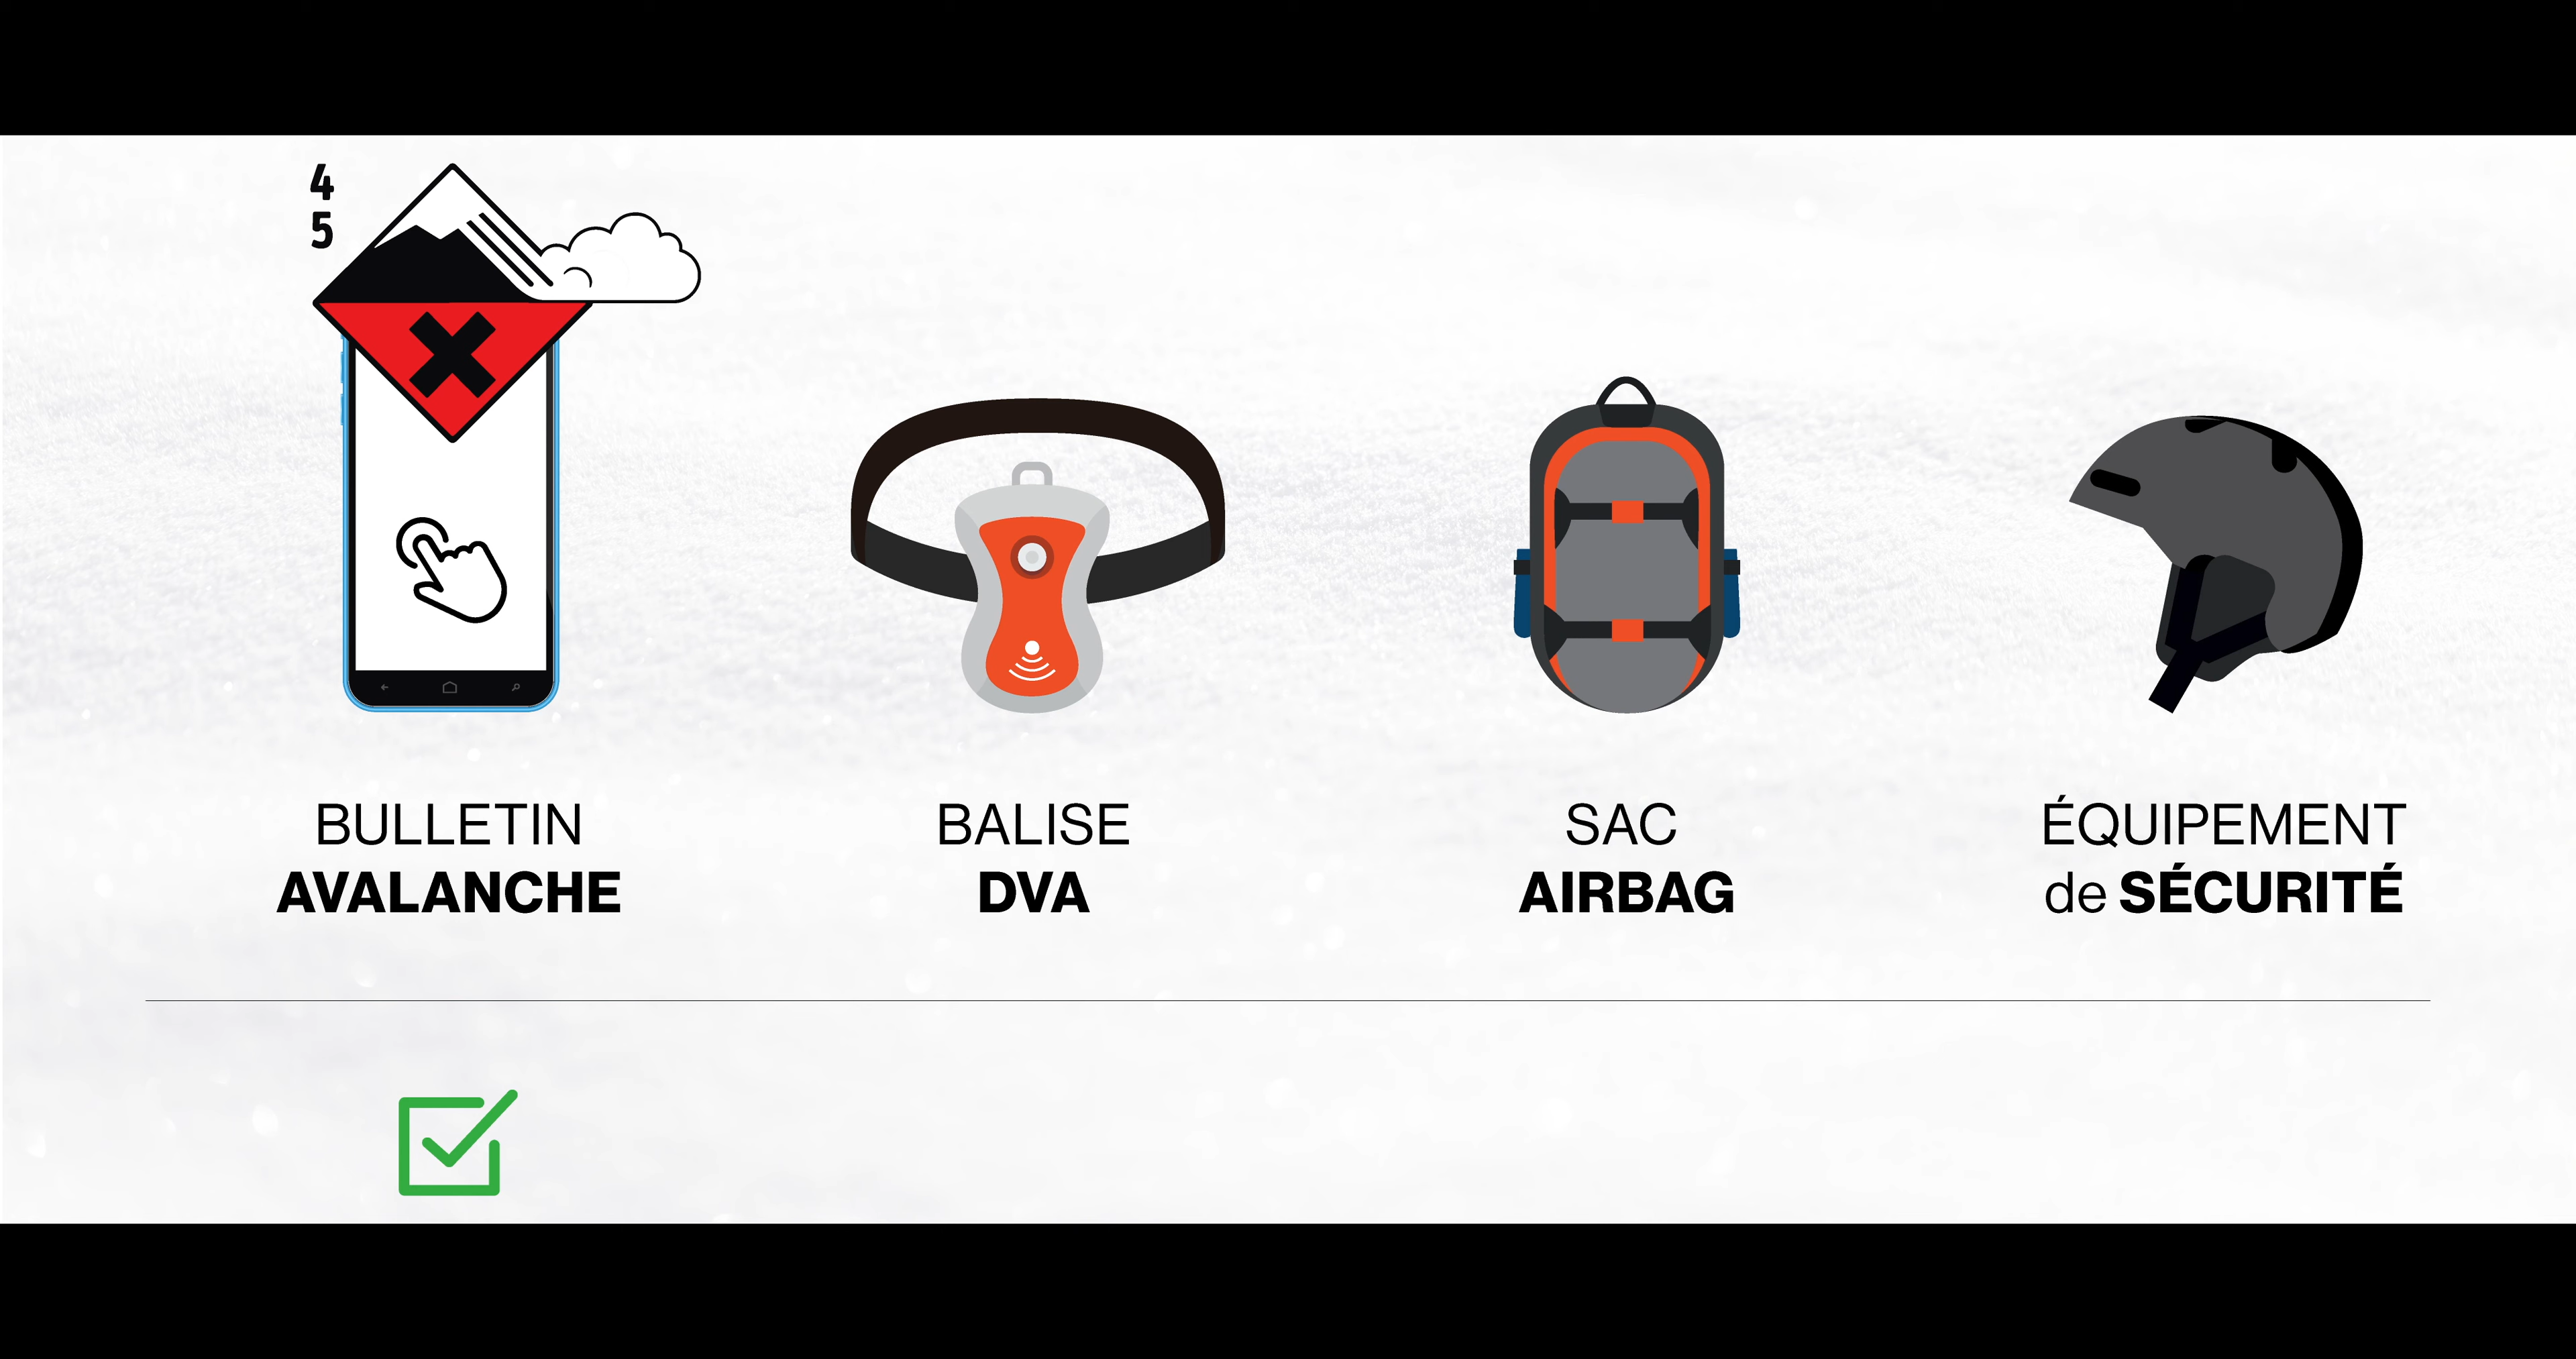 4
5
BULLETIN
AVALANCHE
BALISE
DVA
SAC
AIRBAG
ÉQUIPEMENT
de SÉCURITÉ